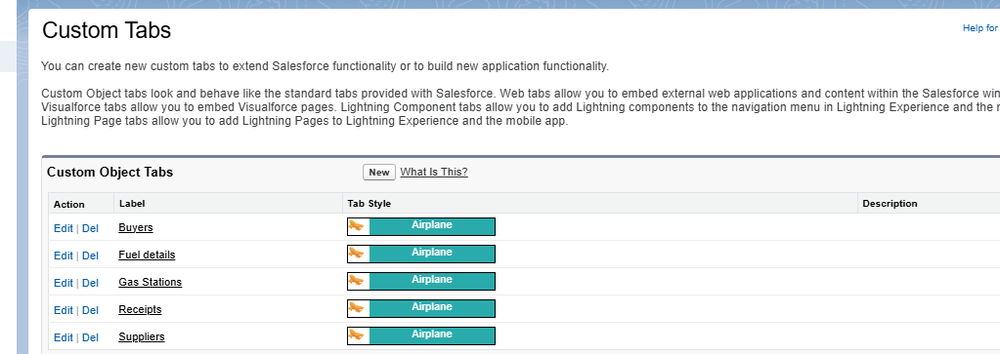 Custom Tabs
Help for
You can create new custom tabs to extend Salesforce functionality or to build new application functionality.
Custom Object tabs look and behave like the standard tabs provided with Salesforce. Web tabs allow you to embed external web applications and content within the Salesforce win
Visualforce tabs allow you to embed Visualforce pages. Lightning Component tabs allow you to add Lightning components to the navigation menu in Lightning Experience and the
Lightning Page tabs allow you to add Lightning Pages to Lightning Experience and the mobile app.
Custom Object Tabs New What Is This?
Action Label Tab Style Description
Edit | Del Buyers Airplane
Edit | Del Fuel details Airplane
Edit | Del Gas Stations Airplane
Edit | Del Receipts Airplane
Edit | Del Suppliers Airplane